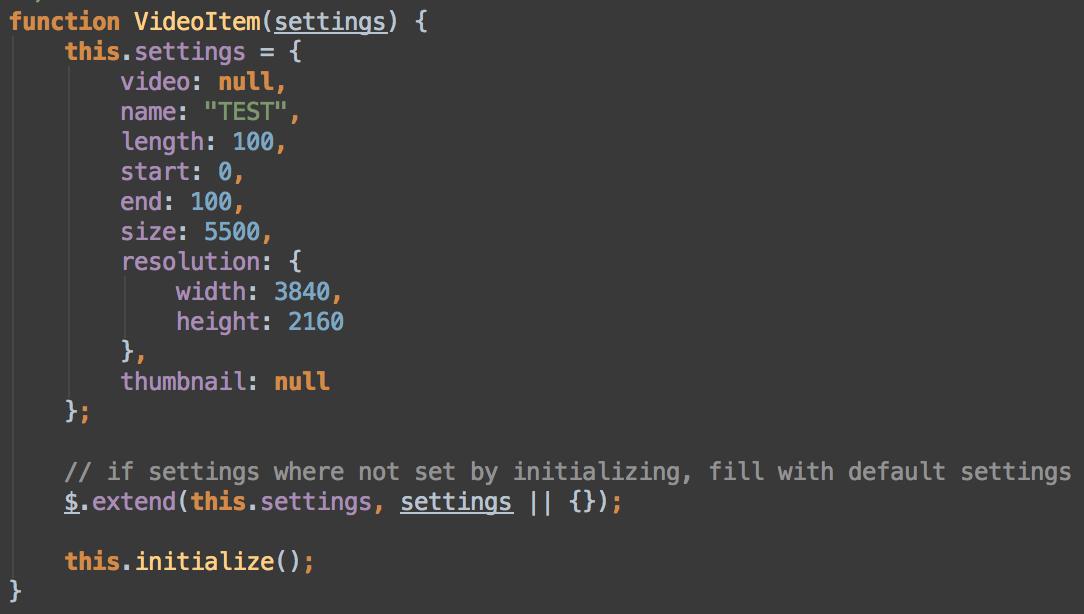 function VideoItem(settings) {
    this.settings = {
        video: null,
        name: "TEST",
        length: 100,
        start: 0,
        end: 100,
        size: 5500,
        resolution: {
            width: 3840,
            height: 2160
        },
        thumbnail: null
    };
    // if settings where not set by initializing, fill with default settings
    $.extend(this.settings, settings || {});
    this.initialize();
}